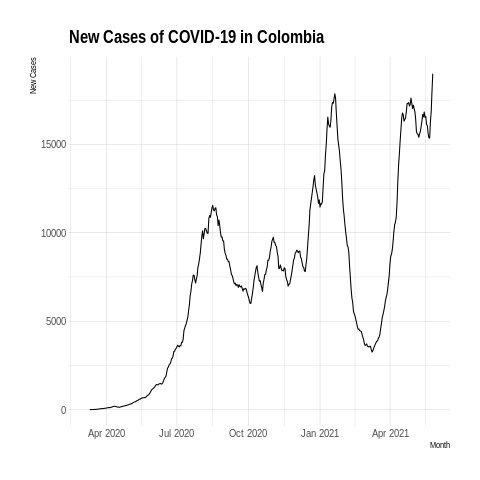 New Cases of COVID-19 in Colombia
New Cases
15000
10000
5000
0
Apr 2020 Jul 2020 Oct 2020 Jan 2021 Apr 2021
Month